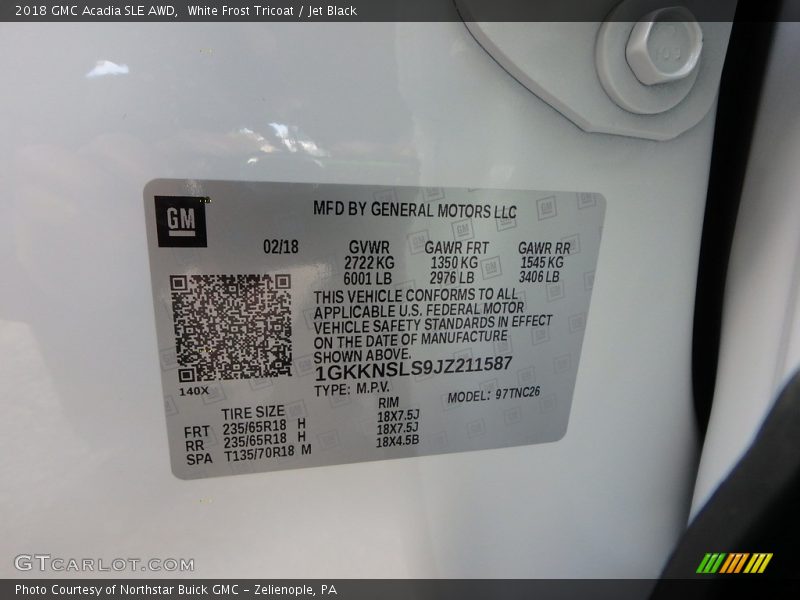 2018 GMC Acadia SLE AWD,  White Frost Tricoat / Jet Black
GM
MFD BY GENERAL MOTORS LLC
02/18 GVWR GAWR FRT GAWR RR
2722 KG 1350 KG 1545 KG
6001 LB 2976 LB 3406 LB
THIS VEHICLE CONFORMS TO ALL
APPLICABLE U.S. FEDERAL MOTOR
VEHICLE SAFETY STANDARDS IN EFFECT
ON THE DATE OF MANUFACTURE
SHOWN ABOVE.
1GKKNSLS9JZ211587
140X TYPE: M.P.V. MODEL: 97TNC26
TIRE SIZE RIM
FRT 235/65R18 H 18X7.5J
RR 235/65R18 H 18X7.5J
SPA T135/70R18 M 18X4.5B
GTCARLOT.COM
Photo Courtesy of Northstar Buick GMC - Zelienople, PA